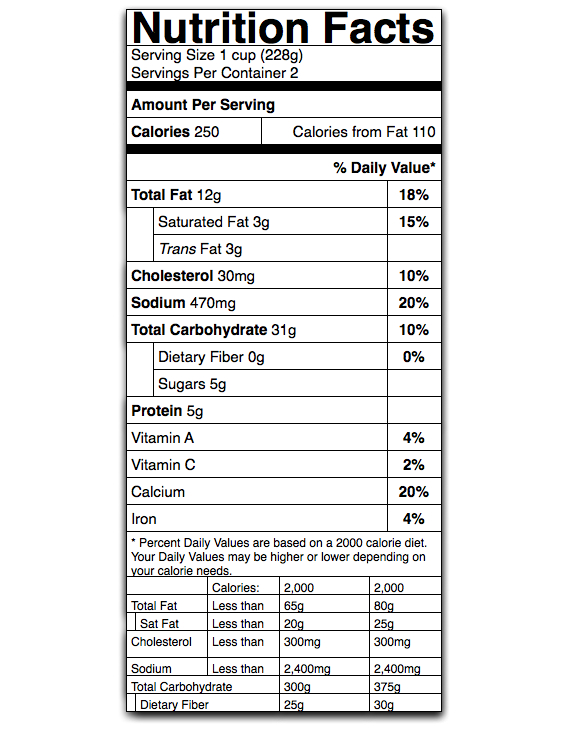 Nutrition Facts
Serving Size 1 cup (228g)
Servings Per Container 2
Amount Per Serving
Calories 250 Calories from Fat 110
% Daily Value*
Total Fat 12g 18%
Saturated Fat 3g 15%
Trans Fat 3g
Cholesterol 30mg 10%
Sodium 470mg 20%
Total Carbohydrate 31g 10%
Dietary Fiber 0g 0%
Sugars 5g
Protein 5g
Vitamin A 4%
Vitamin C 2%
Calcium 20%
Iron 4%
* Percent Daily Values are based on a 2000 calorie diet.
Your Daily Values may be higher or lower depending on
your calorie needs.
Calories: 2,000 2,000
Total Fat Less than 65g 80g
Sat Fat Less than 20g 25g
Cholesterol Less than 300mg 300mg
Sodium Less than 2,400mg 2,400mg
Total Carbohydrate 300g 375g
Dietary Fiber 25g 30g